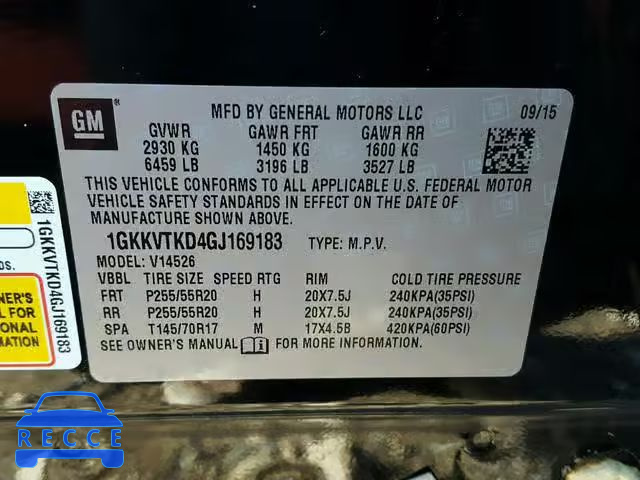 GM
MFD BY GENERAL MOTORS LLC
09/15
GVWR GAWR FRT GAWR RR
2930 KG 1450 KG 1600 KG
6459 LB 3196 LB 3527 LB
THIS VEHICLE CONFORMS TO ALL APPLICABLE U.S. FEDERAL MOTOR
VEHICLE SAFETY STANDARDS IN EFFECT ON THE DATE OF
MANUFACTURE SHOWN ABOVE.
1GKKVTKD4GJ169183 TYPE: M.P.V.
MODEL: V14526
VBBL TIRE SIZE SPEED RTG RIM COLD TIRE PRESSURE
FRT P255/55R20 H 20X7.5J 240KPA(35PSI)
RR P255/55R20 H 20X7.5J 240KPA(35PSI)
SPA T145/70R17 M 17X4.5B 420KPA(60PSI)
SEE OWNER'S MANUAL FOR MORE INFORMATION.
1GKKVTKD4GJ169183
DS.
NER'S
L FOR
IONAL
MATION
RECCE